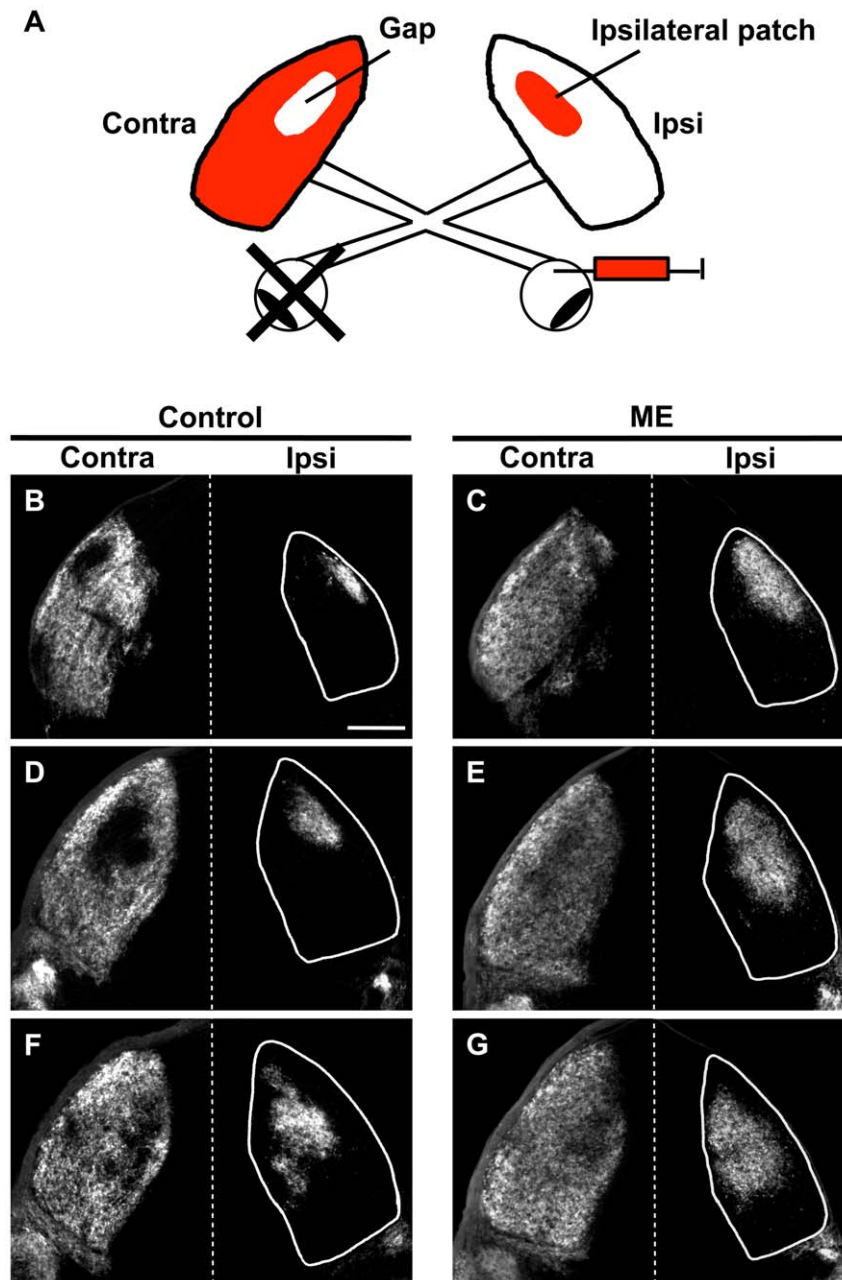 A
Gap
Ipsilateral patch
Contra
Ipsi
Control
ME
Contra
Ipsi
Contra
Ipsi
B
C
D
E
F
G